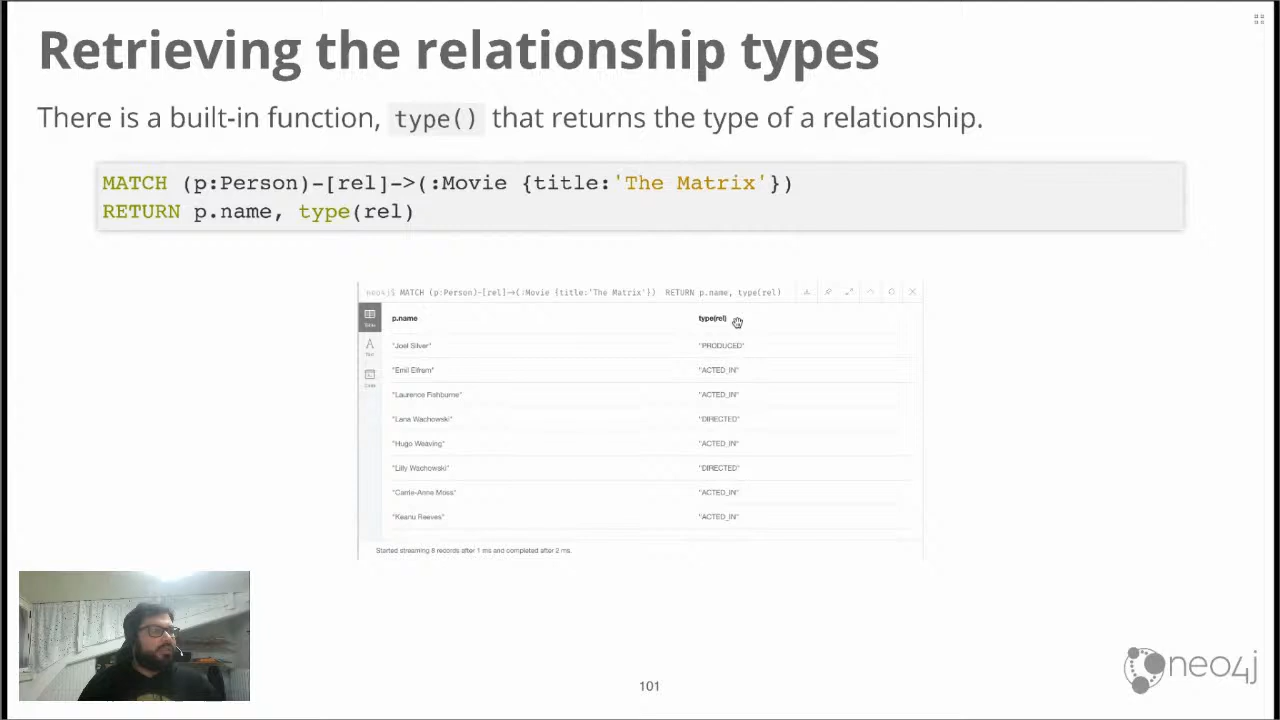 Retrieving the relationship types
There is a built-in function, type() that returns the type of a relationship.
MATCH (p:Person)-[rel]->(:Movie {title:'The Matrix'})
RETURN p.name, type(rel)
neo4j$ MATCH (p:Person)-[rel]->(:Movie {title:'The Matrix'}) RETURN p.name, type(rel)
Table
Text
Code
p.name type(rel)
"Joel Silver" "PRODUCED"
"Emil Eifrem" "ACTED_IN"
"Laurence Fishburne" "ACTED_IN"
"Lana Wachowski" "DIRECTED"
"Hugo Weaving" "ACTED_IN"
"Lilly Wachowski" "DIRECTED"
"Carrie-Anne Moss" "ACTED_IN"
"Keanu Reeves" "ACTED_IN"
Started streaming 8 records after 1 ms and completed after 2 ms.
101
neo4j